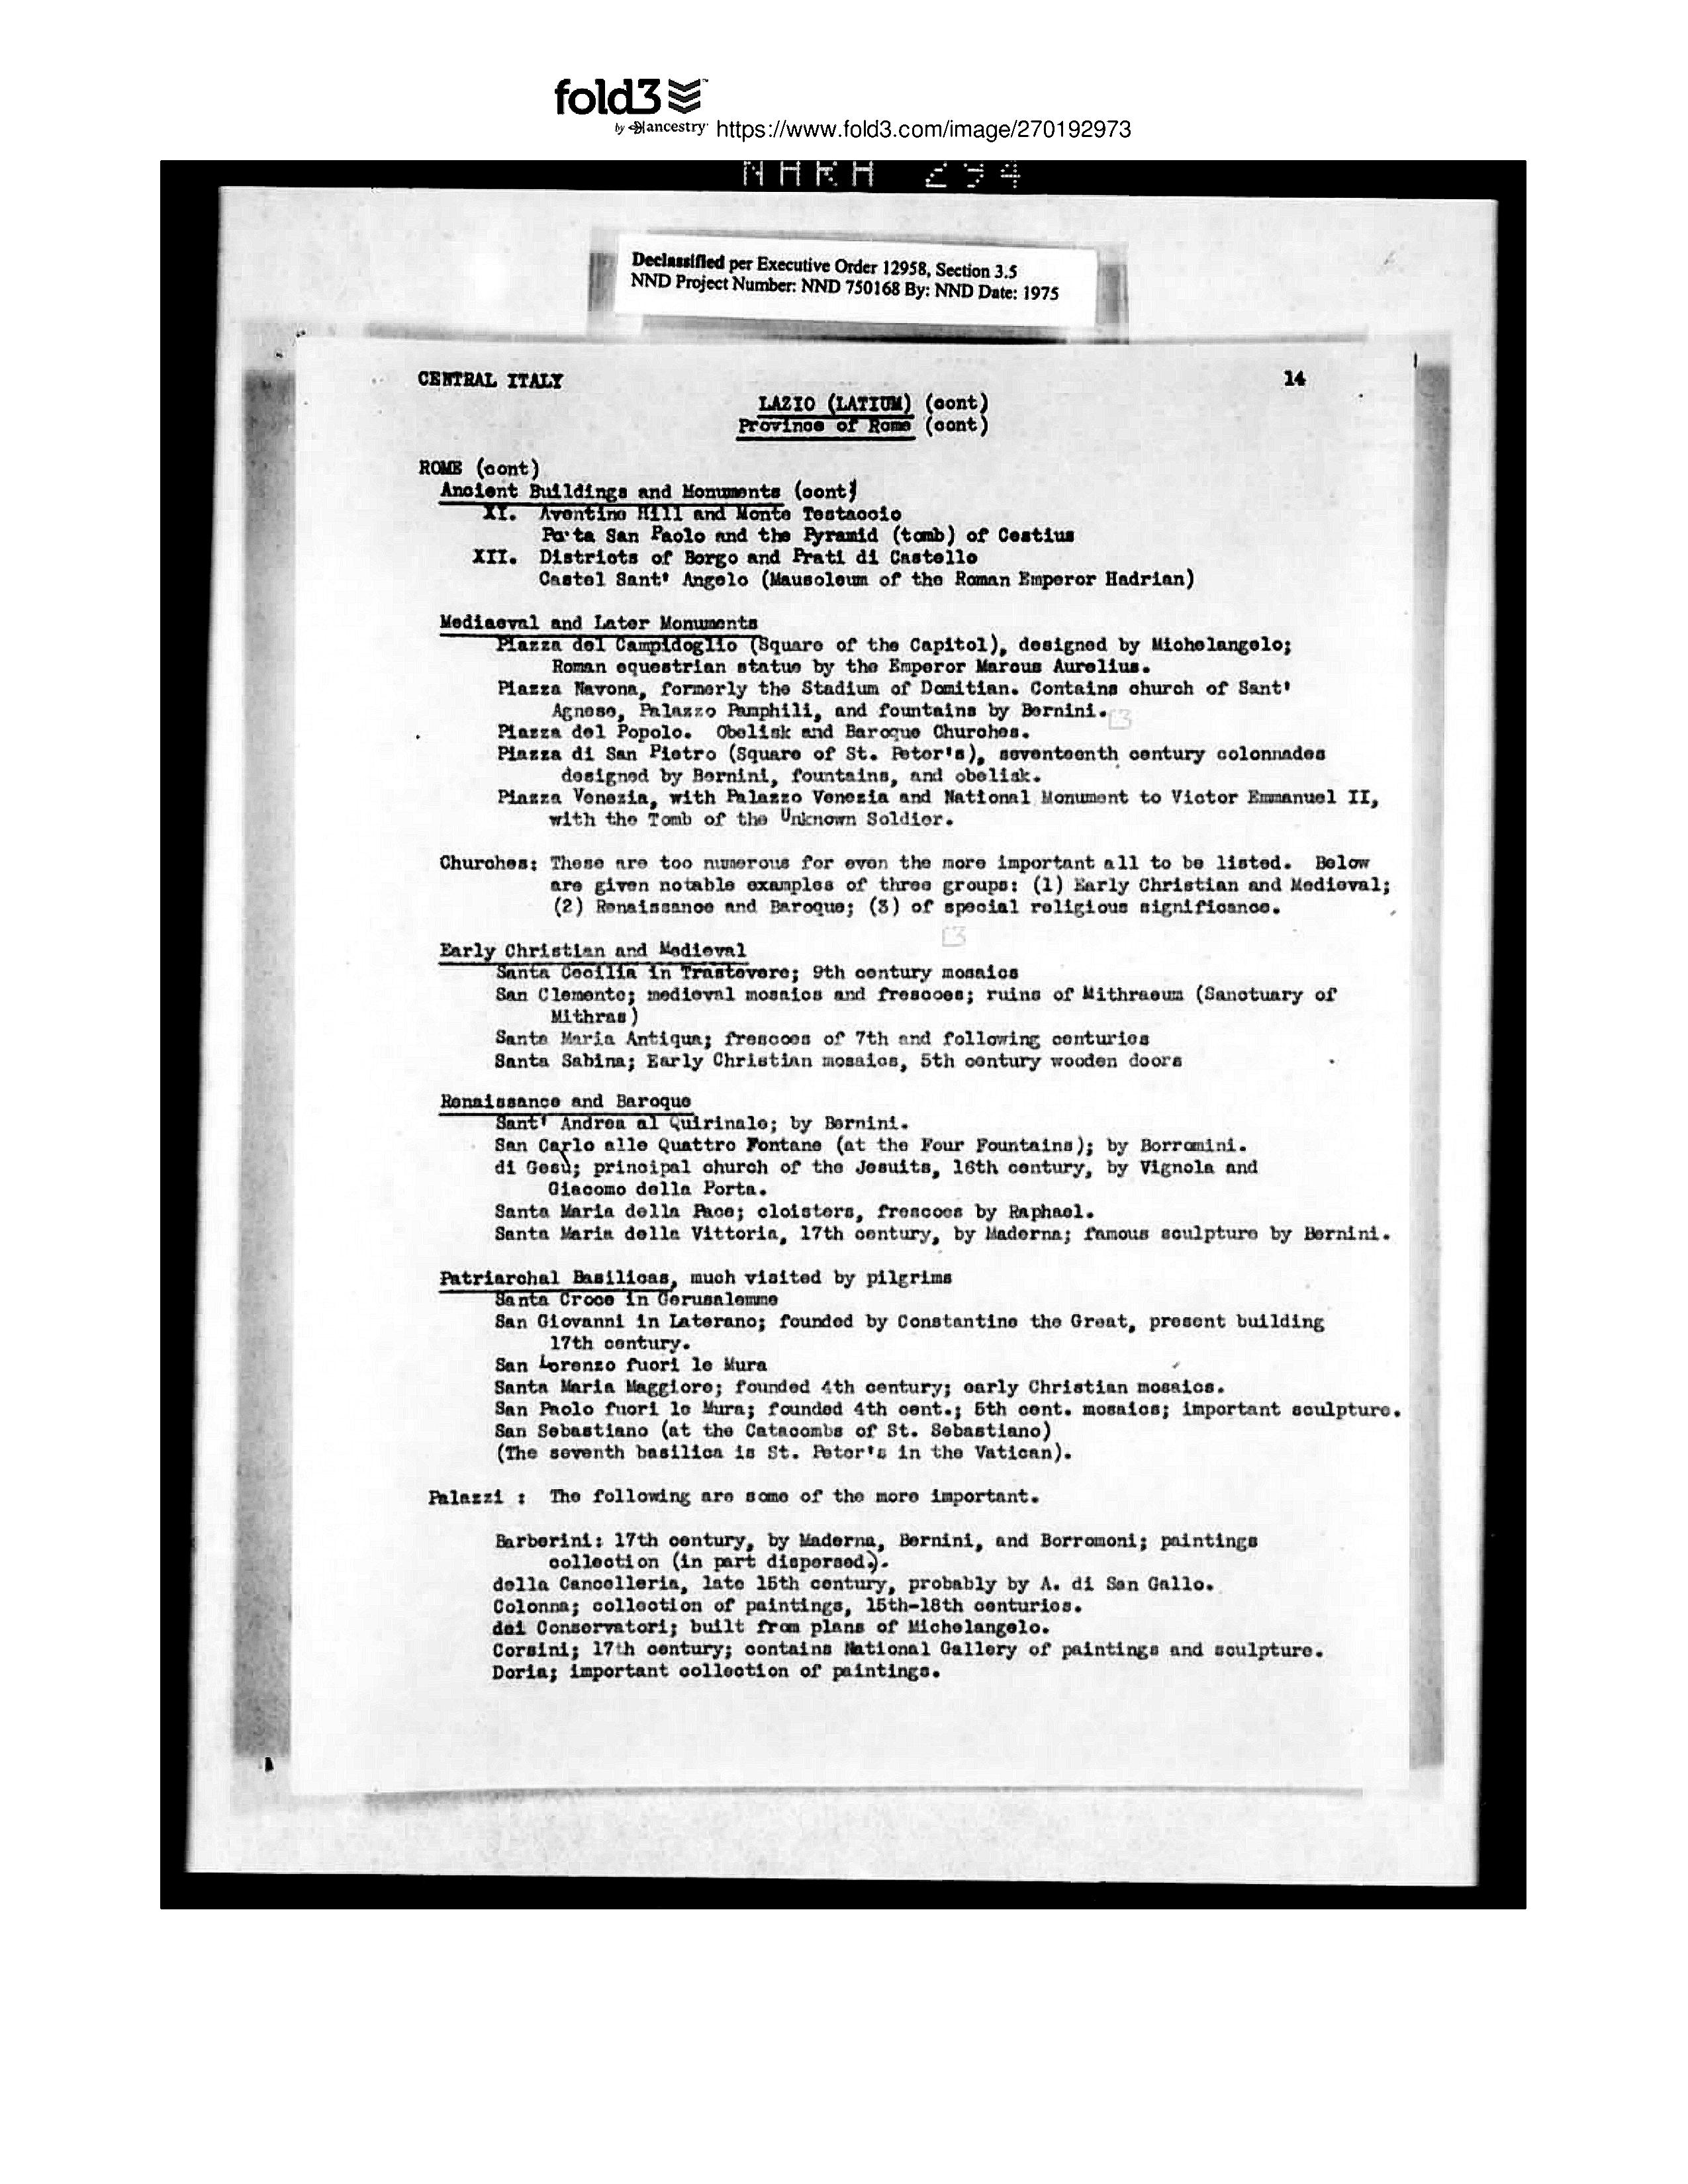 fold3
by ancestry https://www.fold3.com/image/270192973
NARA 294
Declassified per Executive Order 12958, Section 3.5
NND Project Number: NND 750168 By: NND Date: 1975
CENTRAL ITALY 14
LAZIO (LATIUM) (cont)
Province of Rome (cont)
ROME (cont)
Ancient Buildings and Monuments (cont)
XI. Aventino Hill and Monte Testaccio
Porta San Paolo and the Pyramid (tomb) of Cestius
XII. Districts of Borgo and Prati di Castello
Castel Sant' Angelo (Mausoleum of the Roman Emperor Hadrian)
Mediaeval and Later Monuments
Piazza del Campidoglio (Square of the Capitol), designed by Michelangelo;
Roman equestrian statue by the Emperor Marcus Aurelius.
Piazza Navona, formerly the Stadium of Domitian. Contains church of Sant'
Agnese, Palazzo Pamphili, and fountains by Bernini.
Piazza del Popolo. Obelisk and Baroque Churches.
Piazza di San Pietro (Square of St. Peter's), seventeenth century colonnades
designed by Bernini, fountains, and obelisk.
Piazza Venezia, with Palazzo Venezia and National Monument to Victor Emmanuel II,
with the Tomb of the Unknown Soldier.
Churches: These are too numerous for even the more important all to be listed. Below
are given notable examples of three groups: (1) Early Christian and Medieval;
(2) Renaissance and Baroque; (3) of special religious significance.
Early Christian and Medieval
Santa Cecilia in Trastevere; 9th century mosaics
San Clemente; medieval mosaics and frescoes; ruins of Mithraeum (Sanctuary of
Mithras)
Santa Maria Antiqua; frescoes of 7th and following centuries
Santa Sabina; Early Christian mosaics, 5th century wooden doors
Renaissance and Baroque
Sant' Andrea al Quirinale; by Bernini.
San Carlo alle Quattro Fontane (at the Four Fountains); by Borromini.
di Gesù; principal church of the Jesuits, 16th century, by Vignola and
Giacomo della Porta.
Santa Maria della Pace; cloisters, frescoes by Raphael.
Santa Maria della Vittoria, 17th century, by Maderna; famous sculpture by Bernini.
Patriarchal Basilicas, much visited by pilgrims
Santa Croce in Gerusalemme
San Giovanni in Laterano; founded by Constantine the Great, present building
17th century.
San Lorenzo fuori le Mura
Santa Maria Maggiore; founded 4th century; early Christian mosaics.
San Paolo fuori le Mura; founded 4th cent.; 5th cent. mosaics; important sculpture.
San Sebastiano (at the Catacombs of St. Sebastiano)
(The seventh basilica is St. Peter's in the Vatican).
Palazzi : The following are some of the more important.
Barberini: 17th century, by Maderna, Bernini, and Borromoni; paintings
collection (in part dispersed).
della Cancelleria, late 15th century, probably by A. di San Gallo.
Colonna; collection of paintings, 15th-18th centuries.
dei Conservatori; built from plans of Michelangelo.
Corsini; 17th century; contains National Gallery of paintings and sculpture.
Doria; important collection of paintings.